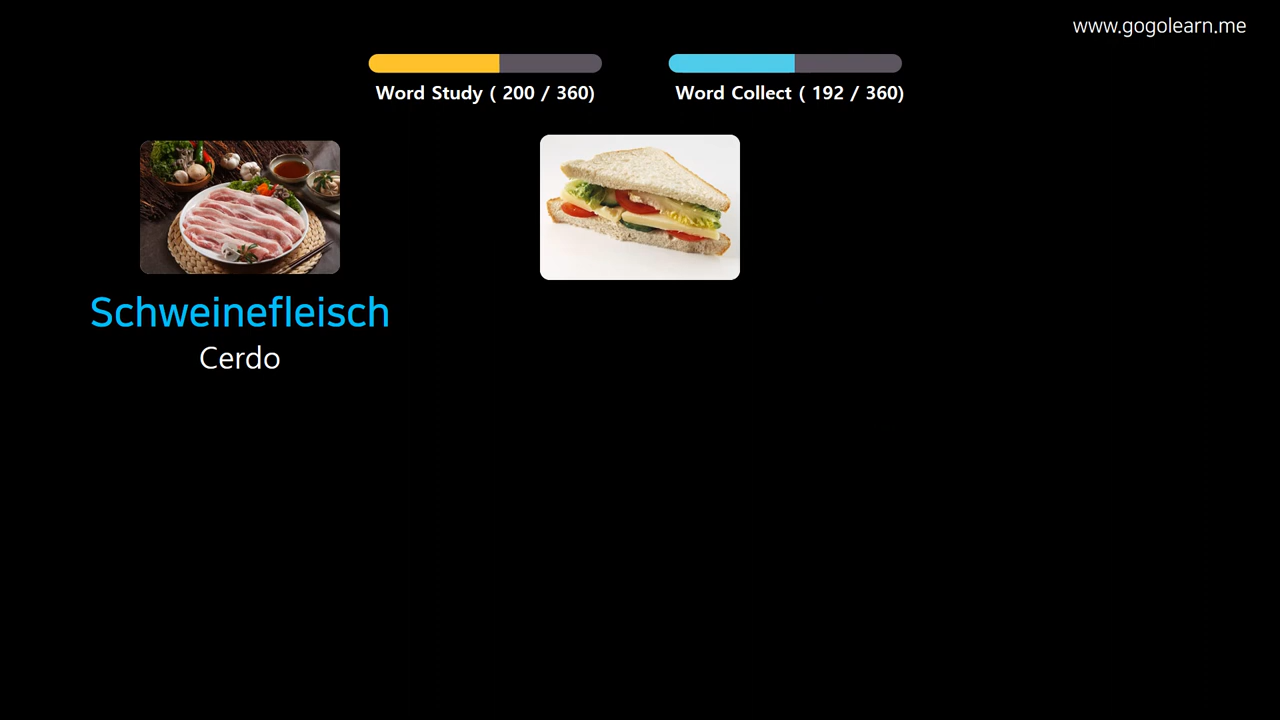 www.gogolearn.me
Word Study ( 200 / 360)
Word Collect ( 192 / 360)
Schweinefleisch
Cerdo